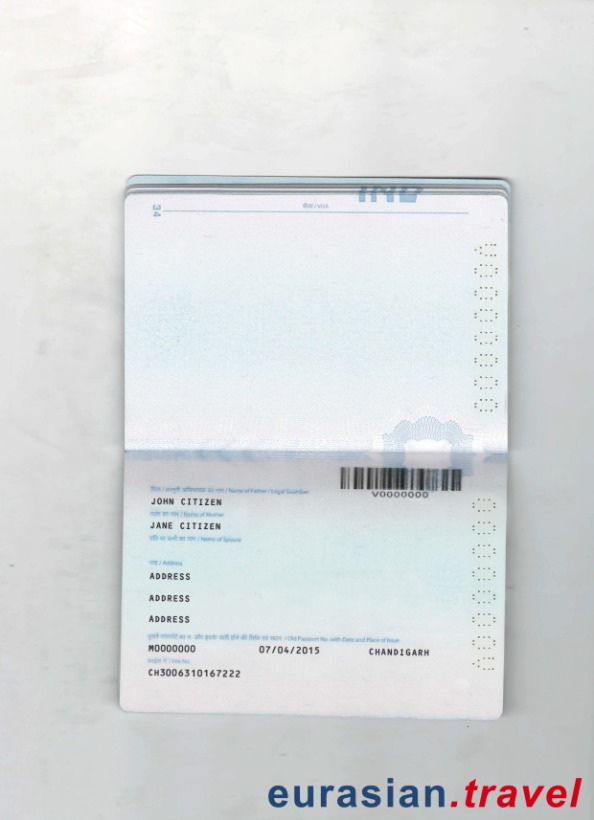 34
वीज़ा / VISA
V0000000
पिता / कानूनी अभिभावक का नाम / Name of Father / Legal Guardian
JOHN CITIZEN
माता का नाम / Name of Mother
JANE CITIZEN
पति या पत्नी का नाम / Name of Spouse
पता / Address
ADDRESS
ADDRESS
ADDRESS
/ Old Passport No. with Date and Place of Issue
M0000000 07/04/2015 CHANDIGARH
फाईल नं / File No.
CH3006310167222
V0000000
eurasian.travel